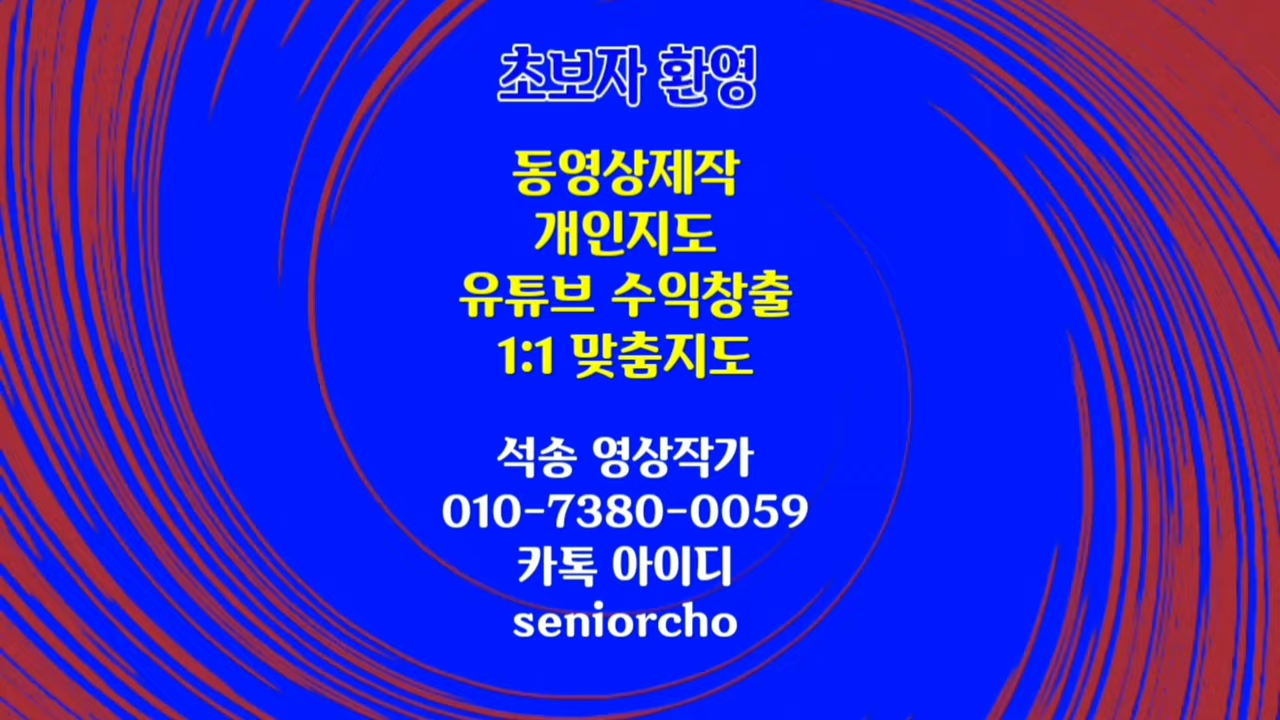 초보자 환영
동영상제작
개인지도
유튜브 수익창출
1:1 맞춤지도
석송 영상작가
010-7380-0059
카톡 아이디
seniorcho